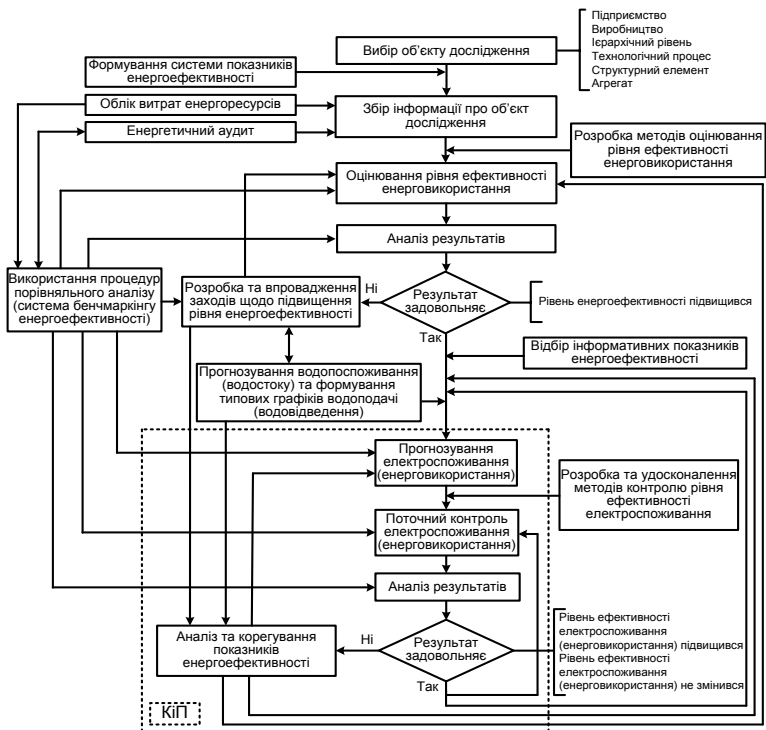 Підприємство
Виробництво
Ієрархічний рівень
Технологічний процес
Структурний елемент
Агрегат
Вибір об’єкту дослідження
Формування системи показників
енергоефективності
Облік витрат енергоресурсів
Енергетичний аудит
Збір інформації про об’єкт
дослідження
Розробка методів оцінювання
рівня ефективності
енерговикористання
Оцінювання рівня ефективності
енерговикористання
Аналіз результатів
Використання процедур
порівняльного аналізу
(система бенчмаркінгу
енергоефективності)
Розробка та впровадження
заходів щодо підвищення
рівня енергоефективності
Ні
Результат
задовольняє
Рівень енергоефективності підвищився
Так
Відбір інформативних показників
енергоефективності
Прогнозування водопоспоживання
(водостоку) та формування
типових графіків водоподачі
(водовідведення)
Прогнозування
електроспоживання
(енерговикористання)
Розробка та удосконалення
методів контролю рівня
ефективності
електроспоживання
Поточний контроль
електроспоживання
(енерговикористання)
Аналіз результатів
Аналіз та корегування
показників
енергоефективності
Ні
Результат
задовольняє
Рівень ефективності
електроспоживання
(енерговикористання) підвищився
Рівень ефективності
електроспоживання
(енерговикористання) не змінився
Так
КіП